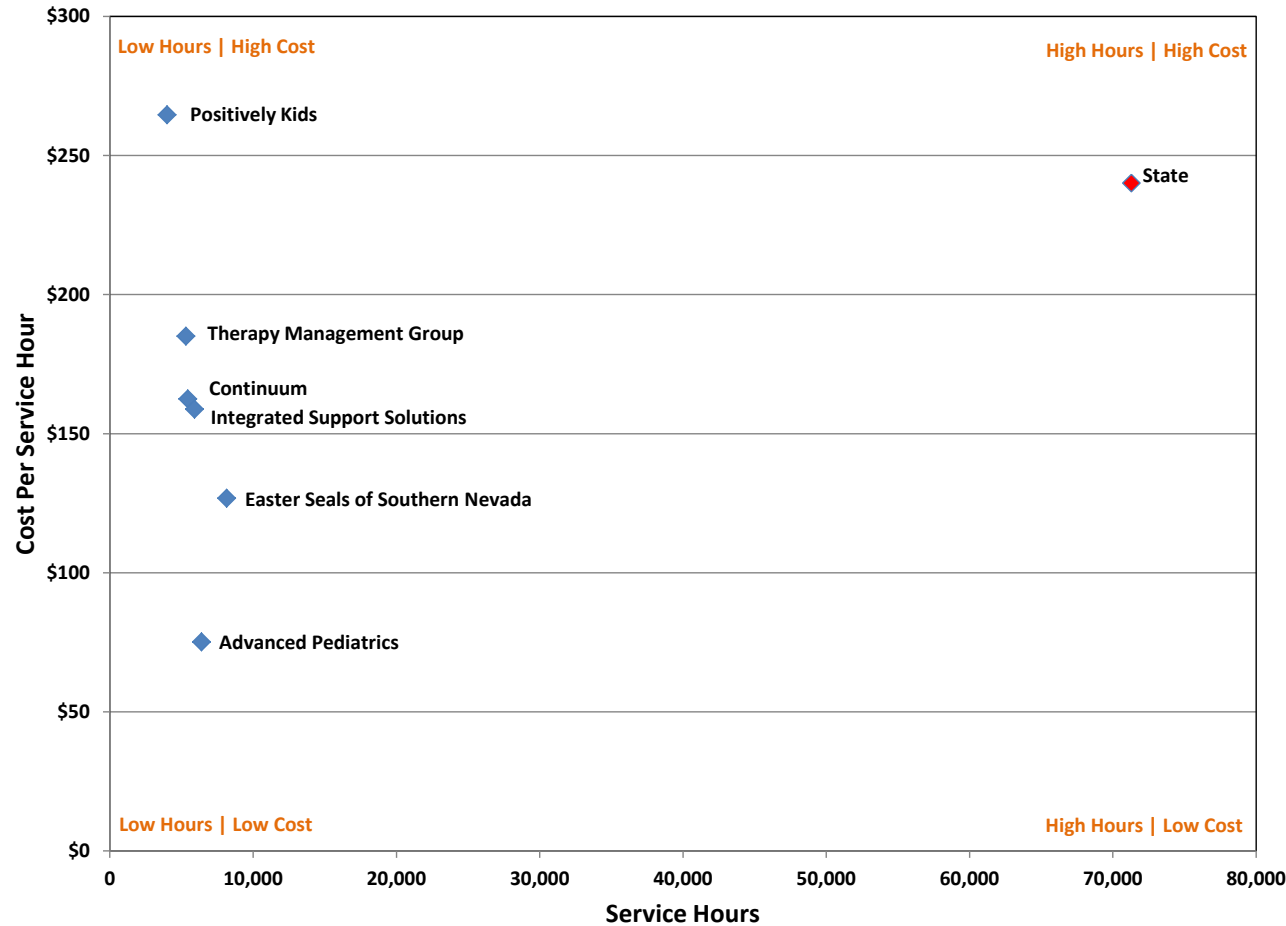 $300
Low Hours | High Cost
High Hours | High Cost
Positively Kids
$250
State
$200
Therapy Management Group
Continuum
Integrated Support Solutions
$150
Easter Seals of Southern Nevada
$100
Advanced Pediatrics
$50
Low Hours | Low Cost
High Hours | Low Cost
$0
Cost Per Service Hour
0 10,000 20,000 30,000 40,000 50,000 60,000 70,000 80,000
Service Hours